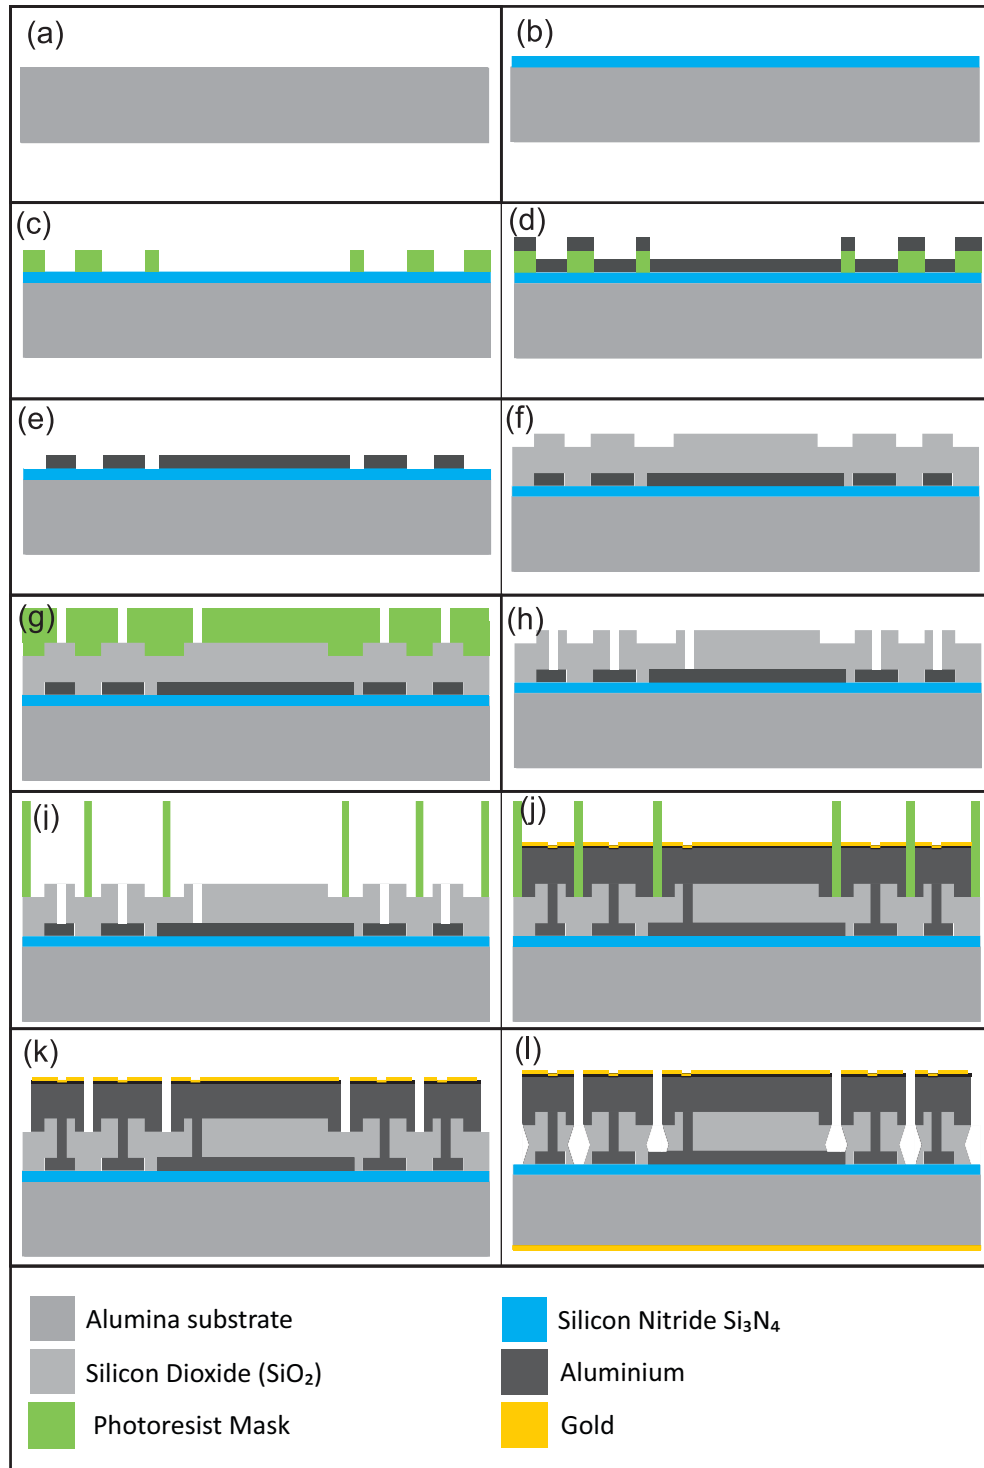 (a)
(b)
(c)
(d)
(e)
(f)
(g)
(h)
(i)
(j)
(k)
(l)
Alumina substrate
Silicon Nitride Si₃N₄
Silicon Dioxide (SiO₂)
Aluminium
Photoresist Mask
Gold